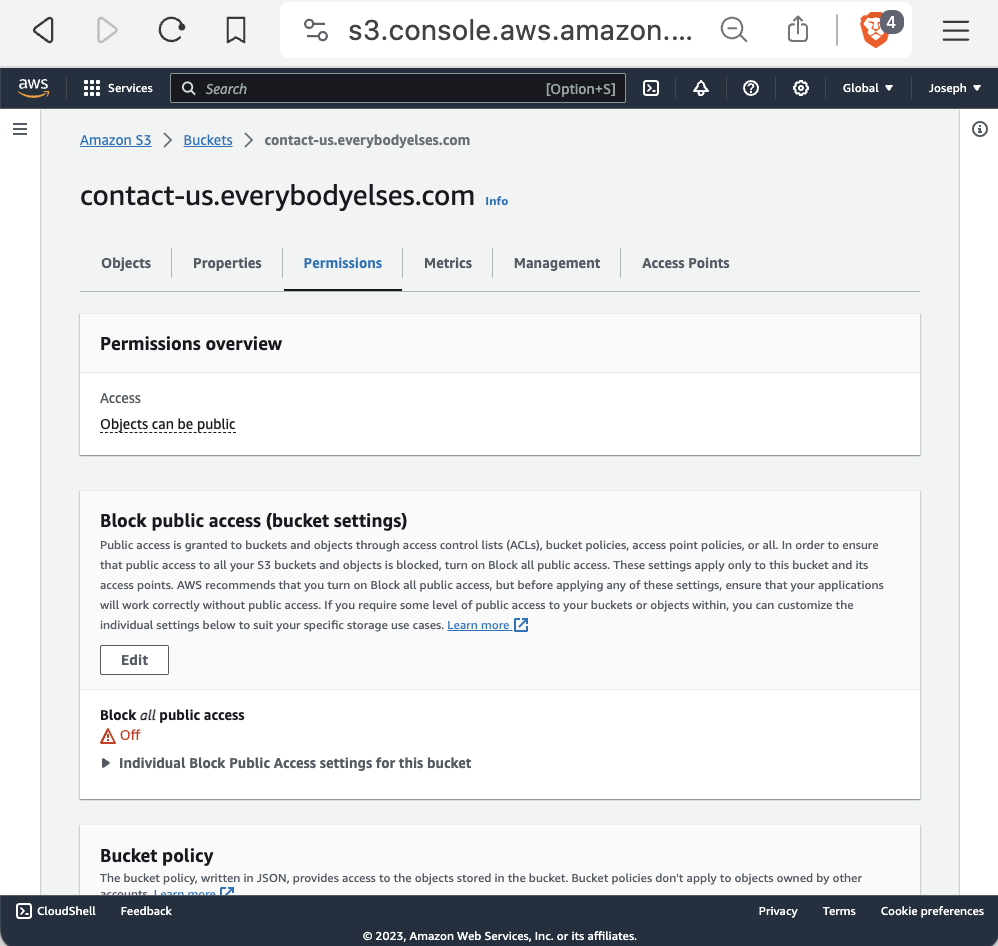 s3.console.aws.amazon....
4
aws
Services
Search
[Option+S]
Global
Joseph
Amazon S3 > Buckets > contact-us.everybodyelses.com
contact-us.everybodyelses.com Info
Objects
Properties
Permissions
Metrics
Management
Access Points
Permissions overview
Access
Objects can be public
Block public access (bucket settings)
Public access is granted to buckets and objects through access control lists (ACLs), bucket policies, access point policies, or all. In order to ensure
that public access to all your S3 buckets and objects is blocked, turn on Block all public access. These settings apply only to this bucket and its
access points. AWS recommends that you turn on Block all public access, but before applying any of these settings, ensure that your applications
will work correctly without public access. If you require some level of public access to your buckets or objects within, you can customize the
individual settings below to suit your specific storage use cases. Learn more
Edit
Block all public access
Off
Individual Block Public Access settings for this bucket
Bucket policy
The bucket policy, written in JSON, provides access to the objects stored in the bucket. Bucket policies don't apply to objects owned by other
accounts. Learn more
CloudShell
Feedback
Privacy
Terms
Cookie preferences
© 2023, Amazon Web Services, Inc. or its affiliates.